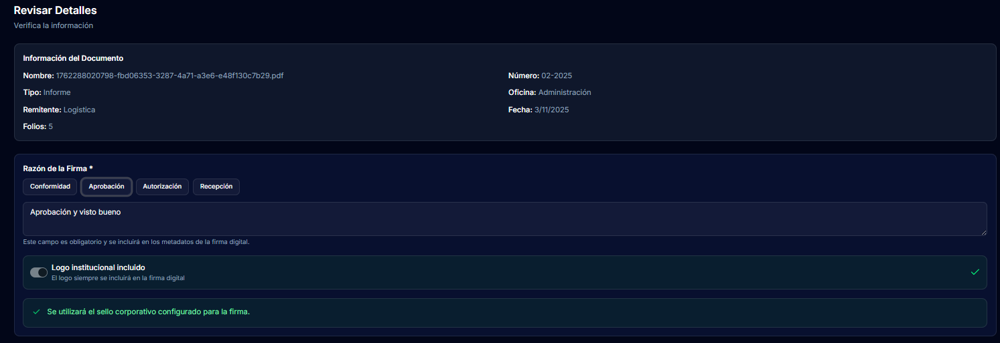 Revisar Detalles
Verifica la información
Información del Documento
Nombre: 1762288020798-fbd06353-3287-4a71-a3e6-e48f130c7b29.pdf
Número: 02-2025
Tipo: Informe
Oficina: Administración
Remitente: Logistica
Fecha: 3/11/2025
Folios: 5
Razón de la Firma *
Conformidad
Aprobación
Autorización
Recepción
Aprobación y visto bueno
Este campo es obligatorio y se incluirá en los metadatos de la firma digital.
Logo institucional incluido
El logo siempre se incluirá en la firma digital
Se utilizará el sello corporativo configurado para la firma.